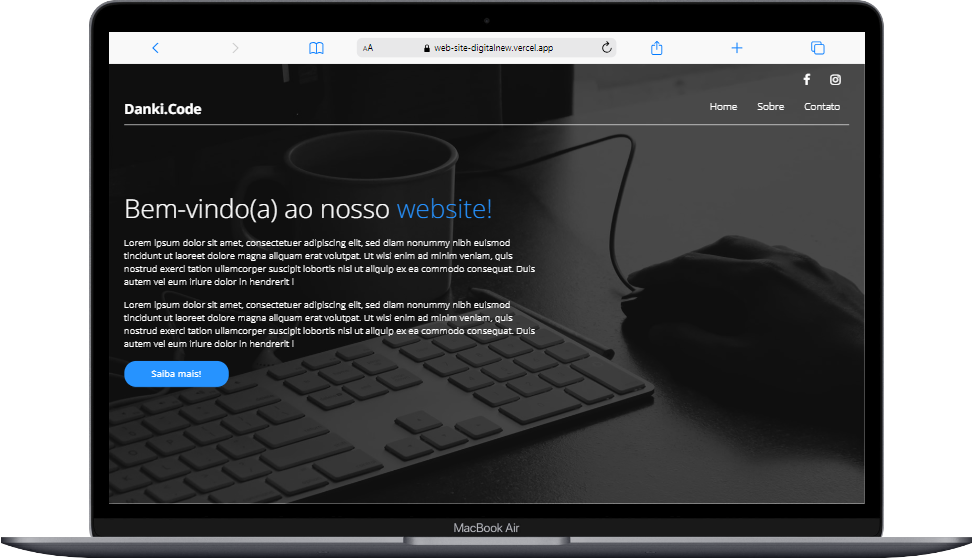 AA web-site-digitalnew.vercel.app
Danki.Code
Home Sobre Contato
Bem-vindo(a) ao nosso website!
Lorem ipsum dolor sit amet, consectetuer adipiscing elit, sed diam nonummy nibh euismod
tincidunt ut laoreet dolore magna aliquam erat volutpat. Ut wisi enim ad minim veniam, quis
nostrud exerci tation ullamcorper suscipit lobortis nisl ut aliquip ex ea commodo consequat. Duis
autem vel eum iriure dolor in hendrerit i
Lorem ipsum dolor sit amet, consectetuer adipiscing elit, sed diam nonummy nibh euismod
tincidunt ut laoreet dolore magna aliquam erat volutpat. Ut wisi enim ad minim veniam, quis
nostrud exerci tation ullamcorper suscipit lobortis nisl ut aliquip ex ea commodo consequat. Duis
autem vel eum iriure dolor in hendrerit i
Saiba mais!
MacBook Air